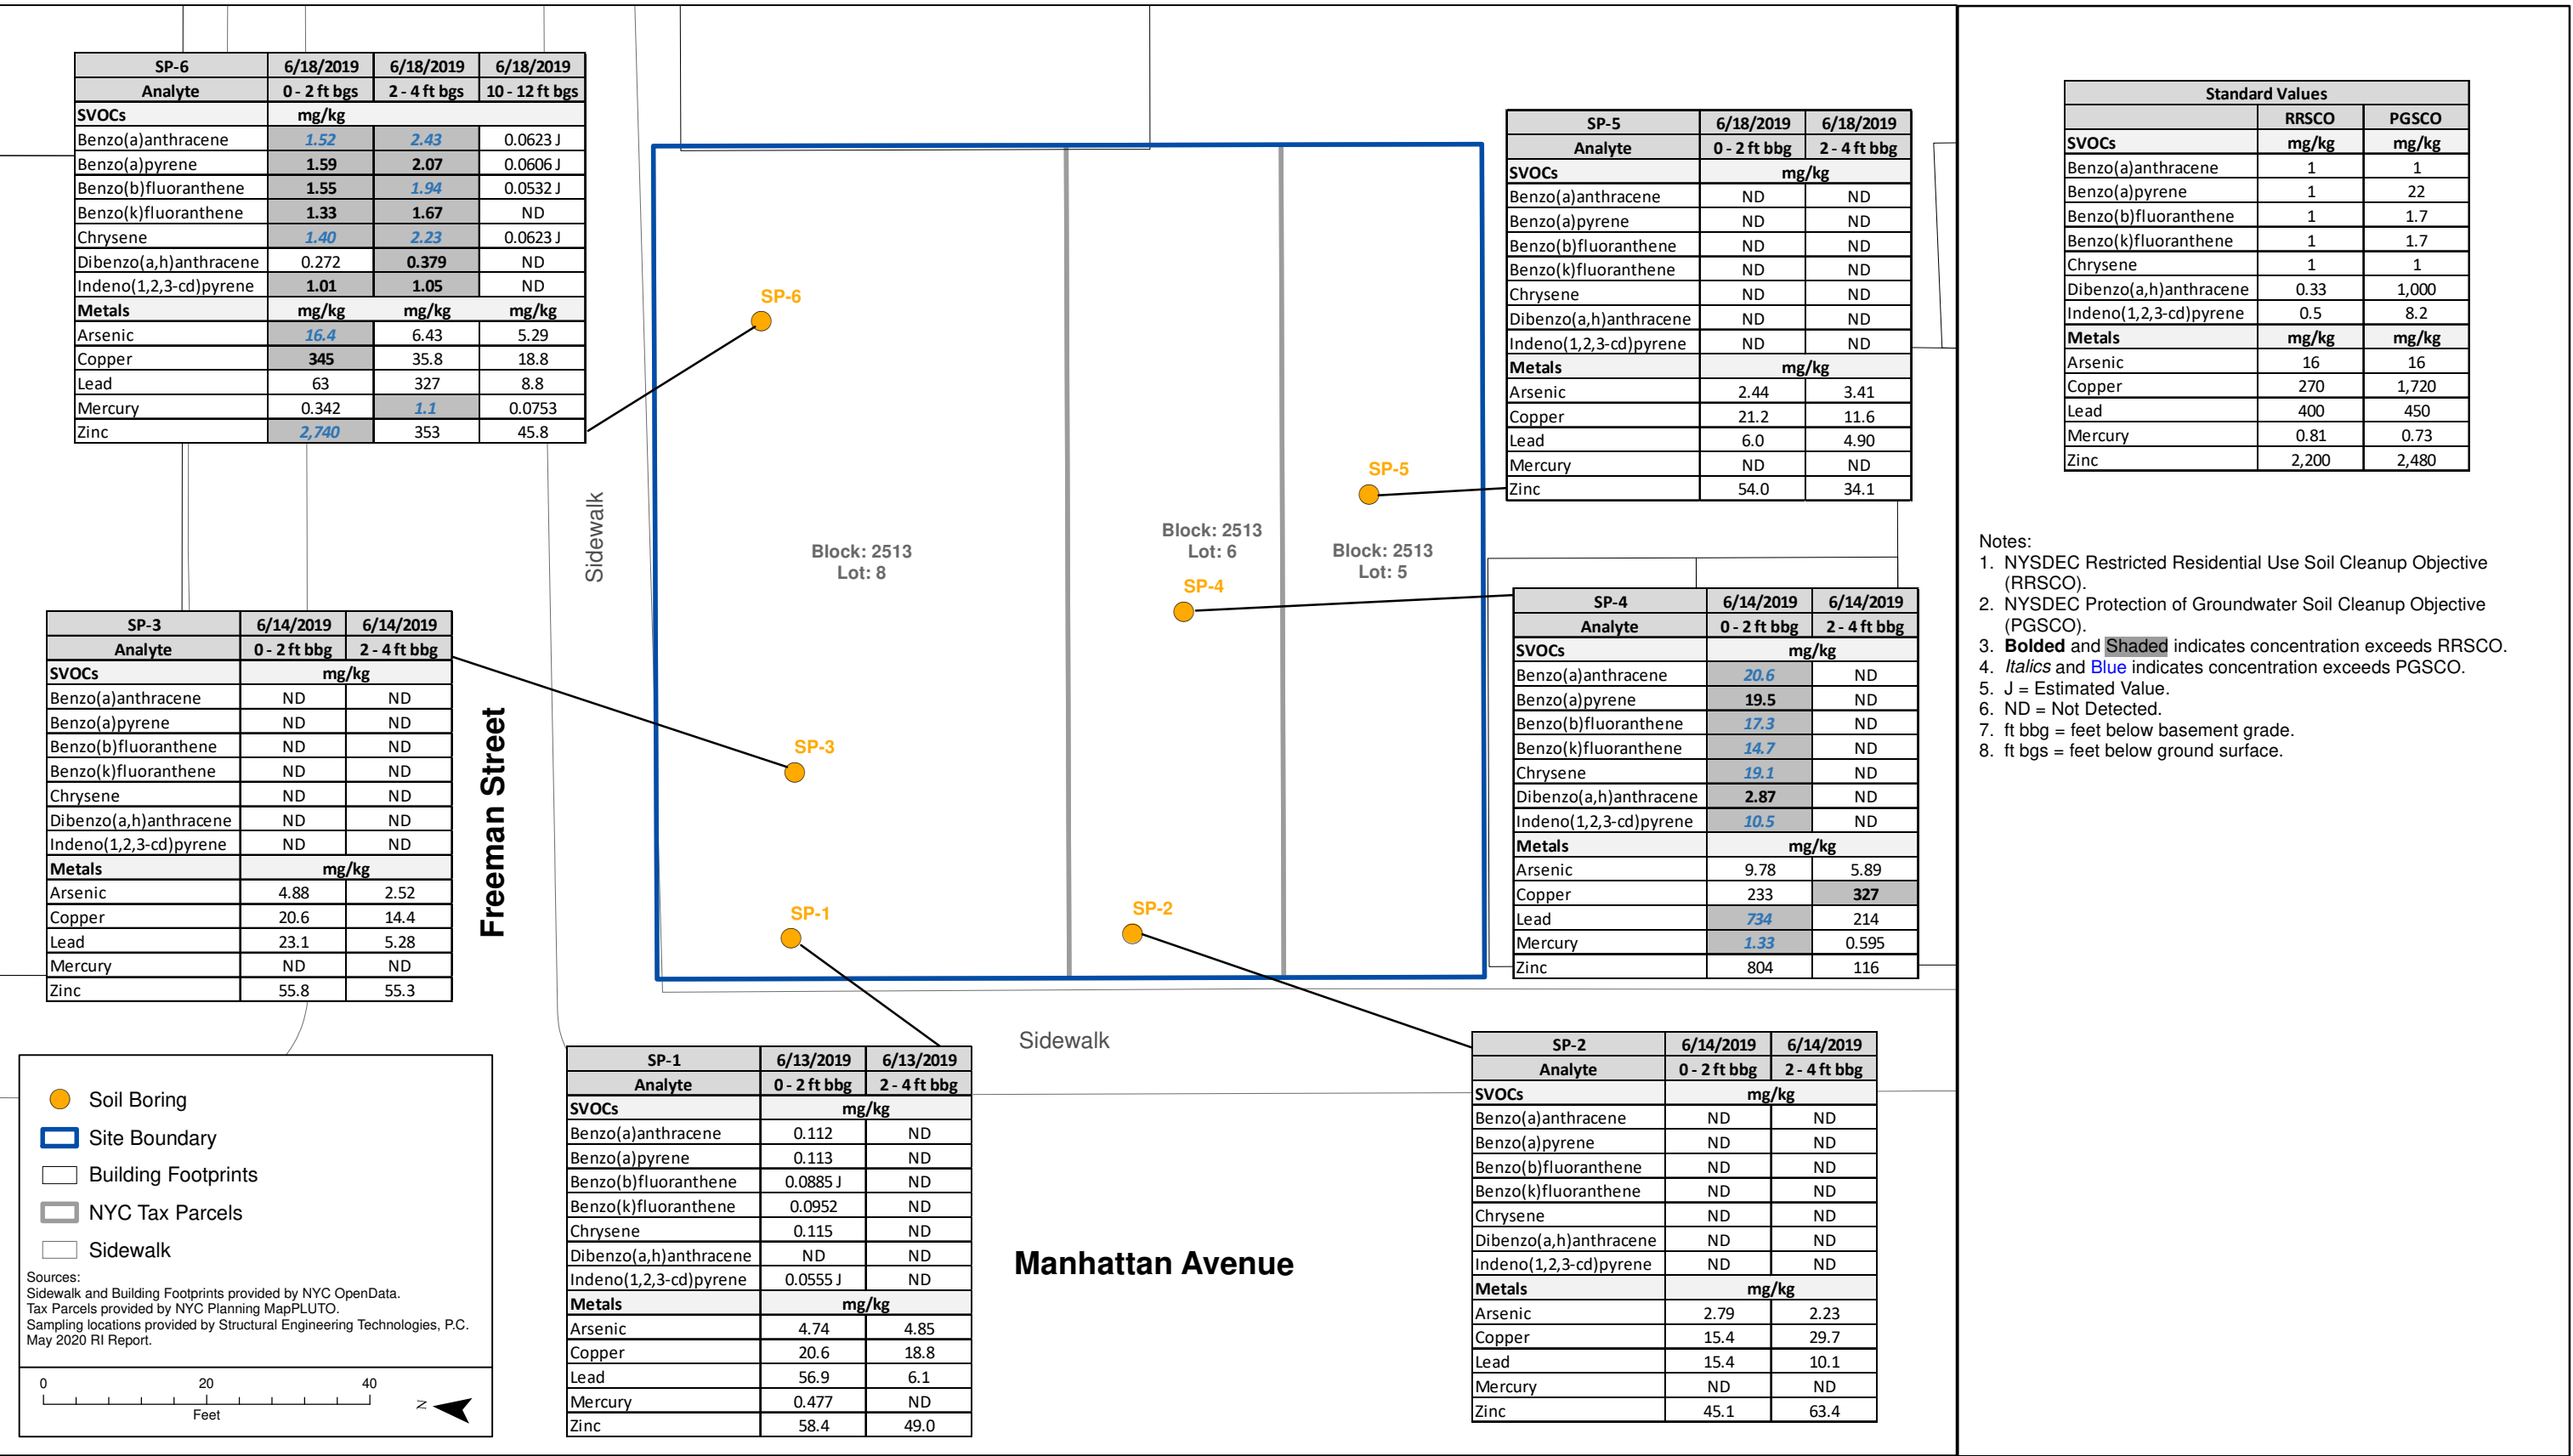 SP-6 6/18/2019 6/18/2019 6/18/2019
Analyte 0 - 2 ft bgs 2 - 4 ft bgs 10 - 12 ft bgs
SVOCs mg/kg
Benzo(a)anthracene 1.52 2.43 0.0623 J
Benzo(a)pyrene 1.59 2.07 0.0606 J
Benzo(b)fluoranthene 1.55 1.94 0.0532 J
Benzo(k)fluoranthene 1.33 1.67 ND
Chrysene 1.40 2.23 0.0623 J
Dibenzo(a,h)anthracene 0.272 0.379 ND
Indeno(1,2,3-cd)pyrene 1.01 1.05 ND
Metals mg/kg mg/kg mg/kg
Arsenic 16.4 6.43 5.29
Copper 345 35.8 18.8
Lead 63 327 8.8
Mercury 0.342 1.1 0.0753
Zinc 2,740 353 45.8
SP-5 6/18/2019 6/18/2019
Analyte 0 - 2 ft bbg 2 - 4 ft bbg
SVOCs mg/kg
Benzo(a)anthracene ND ND
Benzo(a)pyrene ND ND
Benzo(b)fluoranthene ND ND
Benzo(k)fluoranthene ND ND
Chrysene ND ND
Dibenzo(a,h)anthracene ND ND
Indeno(1,2,3-cd)pyrene ND ND
Metals mg/kg
Arsenic 2.44 3.41
Copper 21.2 11.6
Lead 6.0 4.90
Mercury ND ND
Zinc 54.0 34.1
Standard Values
RRSCO PGSCO
SVOCs mg/kg mg/kg
Benzo(a)anthracene 1 1
Benzo(a)pyrene 1 22
Benzo(b)fluoranthene 1 1.7
Benzo(k)fluoranthene 1 1.7
Chrysene 1 1
Dibenzo(a,h)anthracene 0.33 1,000
Indeno(1,2,3-cd)pyrene 0.5 8.2
Metals mg/kg mg/kg
Arsenic 16 16
Copper 270 1,720
Lead 400 450
Mercury 0.81 0.73
Zinc 2,200 2,480
SP-6
SP-5
Sidewalk
Block: 2513
Lot: 8
Block: 2513
Lot: 6
Block: 2513
Lot: 5
SP-4
SP-3
SP-1
SP-2
Freeman Street
Notes:
1. NYSDEC Restricted Residential Use Soil Cleanup Objective
(RRSCO).
2. NYSDEC Protection of Groundwater Soil Cleanup Objective
(PGSCO).
3. Bolded and Shaded indicates concentration exceeds RRSCO.
4. Italics and Blue indicates concentration exceeds PGSCO.
5. J = Estimated Value.
6. ND = Not Detected.
7. ft bbg = feet below basement grade.
8. ft bgs = feet below ground surface.
SP-3 6/14/2019 6/14/2019
Analyte 0 - 2 ft bbg 2 - 4 ft bbg
SVOCs mg/kg
Benzo(a)anthracene ND ND
Benzo(a)pyrene ND ND
Benzo(b)fluoranthene ND ND
Benzo(k)fluoranthene ND ND
Chrysene ND ND
Dibenzo(a,h)anthracene ND ND
Indeno(1,2,3-cd)pyrene ND ND
Metals mg/kg
Arsenic 4.88 2.52
Copper 20.6 14.4
Lead 23.1 5.28
Mercury ND ND
Zinc 55.8 55.3
SP-4 6/14/2019 6/14/2019
Analyte 0 - 2 ft bbg 2 - 4 ft bbg
SVOCs mg/kg
Benzo(a)anthracene 20.6 ND
Benzo(a)pyrene 19.5 ND
Benzo(b)fluoranthene 17.3 ND
Benzo(k)fluoranthene 14.7 ND
Chrysene 19.1 ND
Dibenzo(a,h)anthracene 2.87 ND
Indeno(1,2,3-cd)pyrene 10.5 ND
Metals mg/kg
Arsenic 9.78 5.89
Copper 233 327
Lead 734 214
Mercury 1.33 0.595
Zinc 804 116
Sidewalk
Manhattan Avenue
SP-1 6/13/2019 6/13/2019
Analyte 0 - 2 ft bbg 2 - 4 ft bbg
SVOCs mg/kg
Benzo(a)anthracene 0.112 ND
Benzo(a)pyrene 0.113 ND
Benzo(b)fluoranthene 0.0885 J ND
Benzo(k)fluoranthene 0.0952 ND
Chrysene 0.115 ND
Dibenzo(a,h)anthracene ND ND
Indeno(1,2,3-cd)pyrene 0.0555 J ND
Metals mg/kg
Arsenic 4.74 4.85
Copper 20.6 18.8
Lead 56.9 6.1
Mercury 0.477 ND
Zinc 58.4 49.0
SP-2 6/14/2019 6/14/2019
Analyte 0 - 2 ft bbg 2 - 4 ft bbg
SVOCs mg/kg
Benzo(a)anthracene ND ND
Benzo(a)pyrene ND ND
Benzo(b)fluoranthene ND ND
Benzo(k)fluoranthene ND ND
Chrysene ND ND
Dibenzo(a,h)anthracene ND ND
Indeno(1,2,3-cd)pyrene ND ND
Metals mg/kg
Arsenic 2.79 2.23
Copper 15.4 29.7
Lead 15.4 10.1
Mercury ND ND
Zinc 45.1 63.4
Soil Boring
Site Boundary
Building Footprints
NYC Tax Parcels
Sidewalk
Sources:
Sidewalk and Building Footprints provided by NYC OpenData.
Tax Parcels provided by NYC Planning MapPLUTO.
Sampling locations provided by Structural Engineering Technologies, P.C.
May 2020 RI Report.
0 20 40
Feet
N